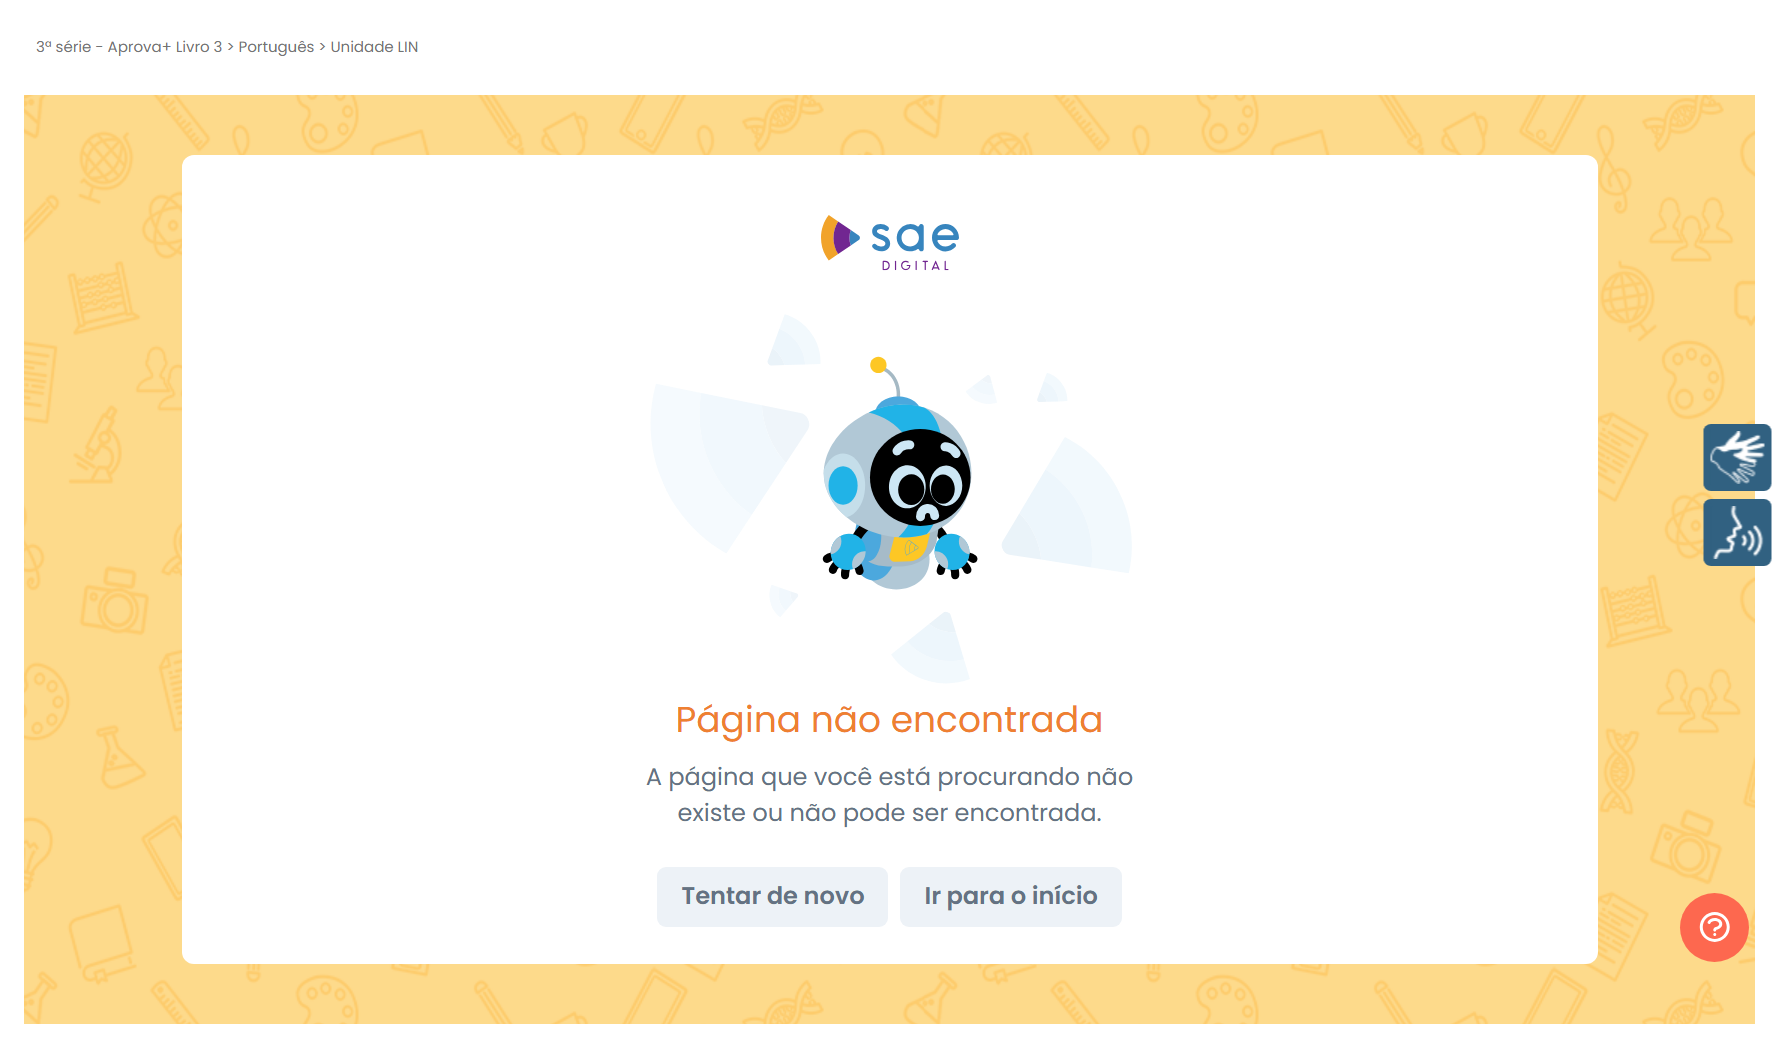 3ª série - Aprova+ Livro 3 > Português > Unidade LIN
sae
DIGITAL
Página não encontrada
A página que você está procurando não
existe ou não pode ser encontrada.
Tentar de novo
Ir para o início